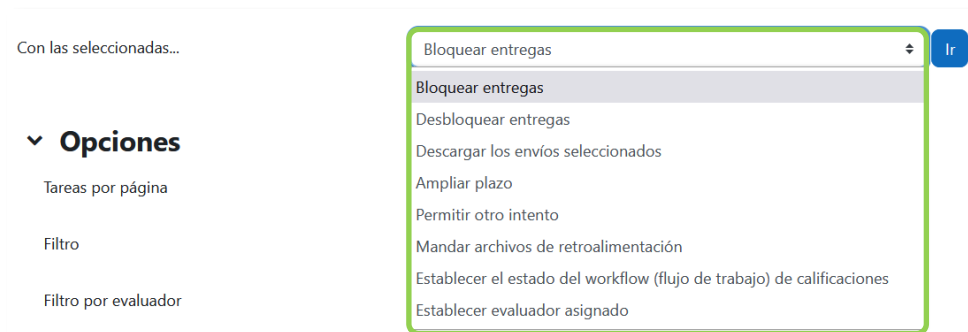 Con las seleccionadas...
Bloquear entregas
Ir
Bloquear entregas
Desbloquear entregas
Descargar los envíos seleccionados
Ampliar plazo
Permitir otro intento
Mandar archivos de retroalimentación
Establecer el estado del workflow (flujo de trabajo) de calificaciones
Establecer evaluador asignado
Opciones
Tareas por página
Filtro
Filtro por evaluador